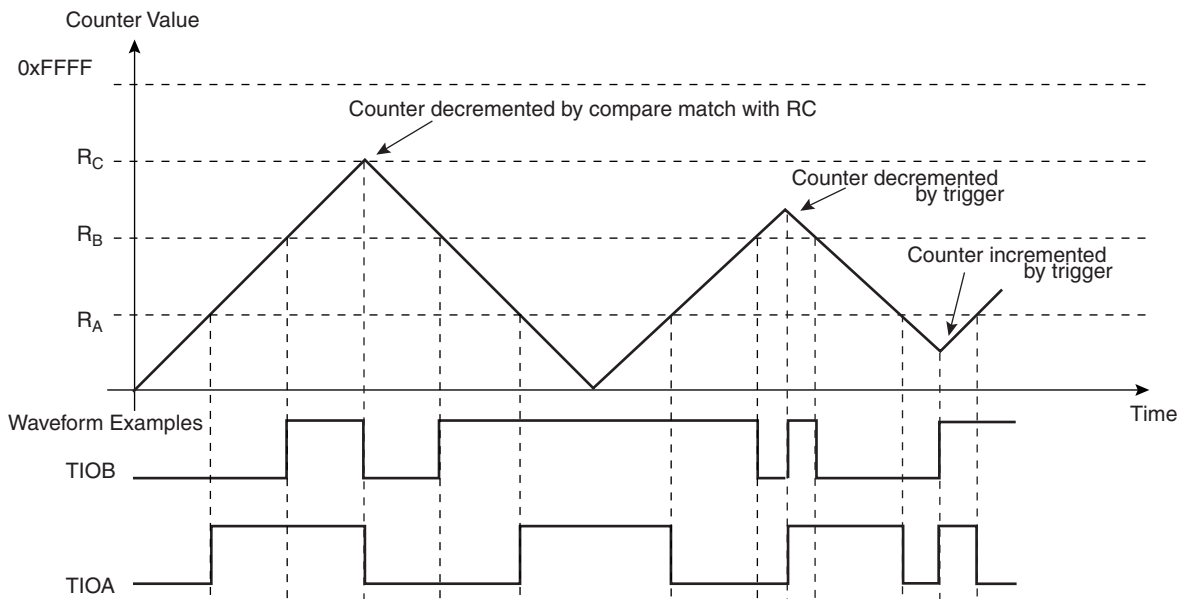 Counter Value
0xFFFF
Counter decremented by compare match with RC
RC
Counter decremented
by trigger
RB
Counter incremented
by trigger
RA
Time
Waveform Examples
TIOB
TIOA